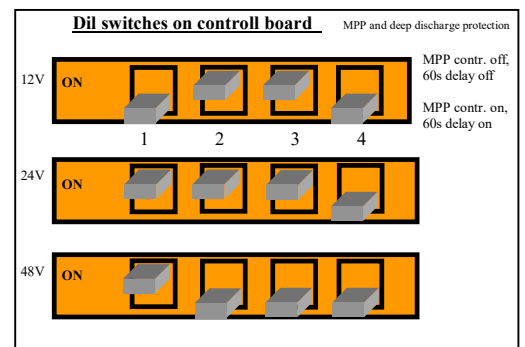 Dil switches on controll board
MPP and deep discharge protection
12V
ON
MPP contr. off,
60s delay off
MPP contr. on,
60s delay on
1 2 3 4
24V
ON
48V
ON